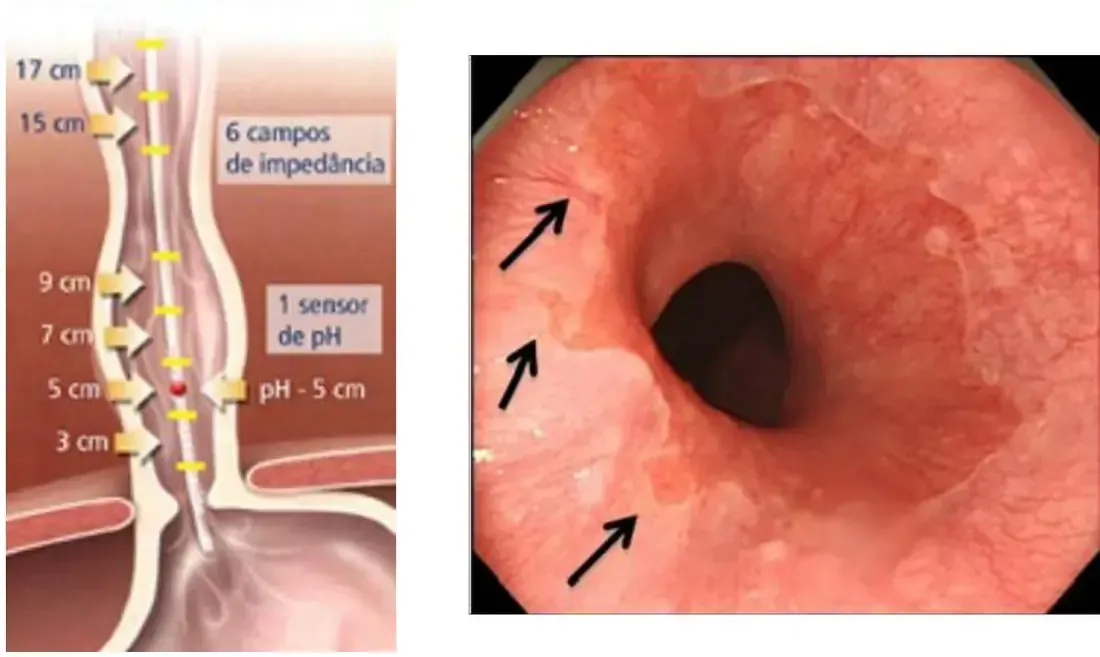 17 cm
15 cm
6 campos
de impedância
9 cm
1 sensor
de pH
7 cm
5 cm
pH - 5 cm
3 cm